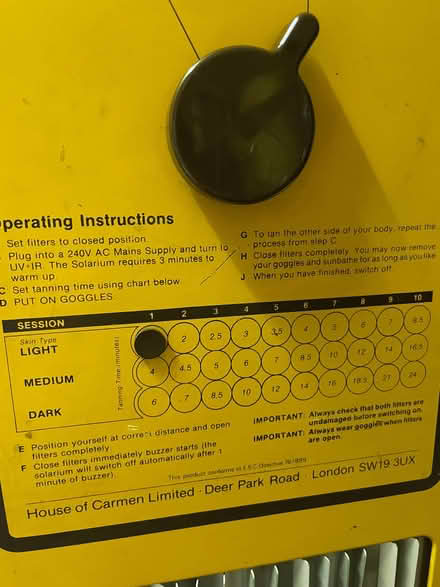 perating Instructions
Set filters to closed position.
Plug into a 240V AC Mains Supply and turn to
UV+IR. The Solarium requires 3 minutes to
warm up.
C Set tanning time using chart below
D PUT ON GOGGLES
G To tan the other side of your body, repeat the
process from step C
H Close filters completely. You may now remove
your goggles and sunbathe for as long as you like
J When you have finished, switch off.
SESSION 1 2 3 4 5 6 7 8 9 10
Skin Type
Tanning Time (minutes)
LIGHT 2 2.5 3 3.5 4 5 6 7 8.5
MEDIUM 4 4.5 5 6 7 8.5 10 12 14 16.5
DARK 6 7 8.5 10 12 14 16 18.5 21 24
E Position yourself at correct distance and open
filters completely
F Close filters immediately buzzer starts (the
solarium will switch off automatically after 1
minute of buzzer).
IMPORTANT: Always check that both filters are
undamaged before switching on.
IMPORTANT: Always wear goggles when filters
are open.
This product conforms to E.E.C. Directive 76/889
House of Carmen Limited · Deer Park Road · London SW19 3UX